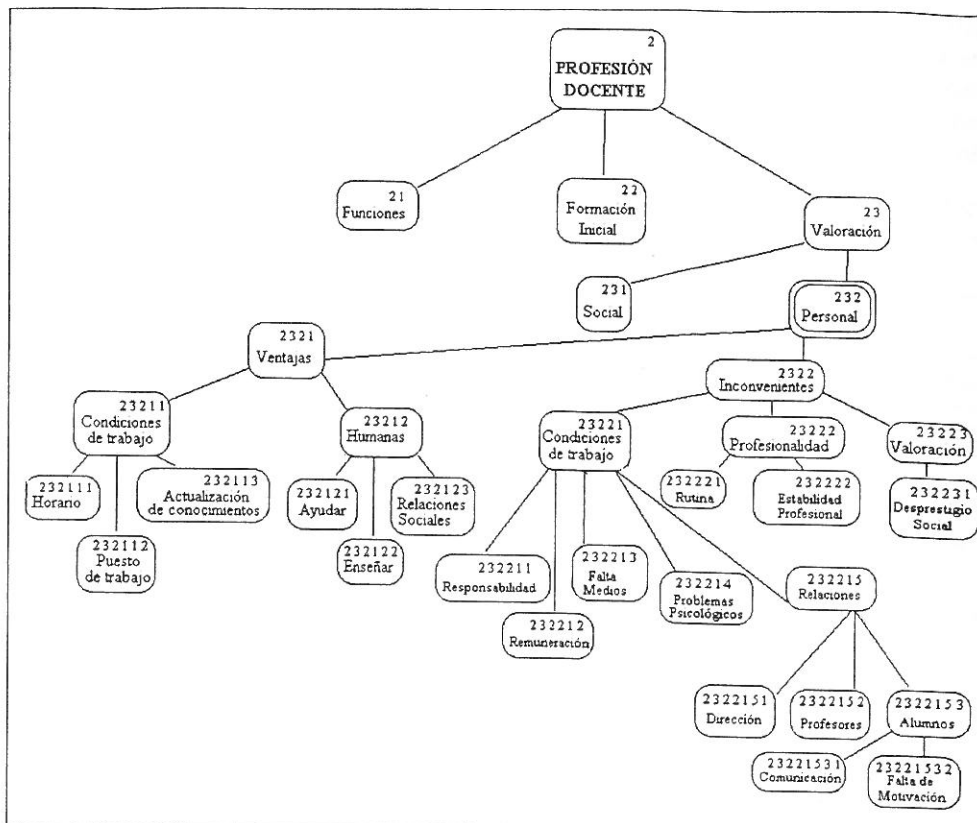 2
PROFESIÓN
DOCENTE
21
Funciones
22
Formación
Inicial
23
Valoración
231
Social
232
Personal
2321
Ventajas
2322
Inconvenientes
23211
Condiciones
de trabajo
23212
Humanas
23221
Condiciones
de trabajo
23222
Profesionalidad
23223
Valoración
232111
Horario
232112
Puesto
de trabajo
232113
Actualización
de conocimientos
232121
Ayudar
232122
Enseñar
232123
Relaciones
Sociales
232221
Rutina
232222
Estabilidad
Profesional
232231
Desprestigio
Social
232211
Responsabilidad
232212
Remuneración
232213
Falta
Medios
232214
Problemas
Psicológicos
232215
Relaciones
2322151
Dirección
2322152
Profesores
2322153
Alumnos
23221531
Comunicación
23221532
Falta de
Motivación